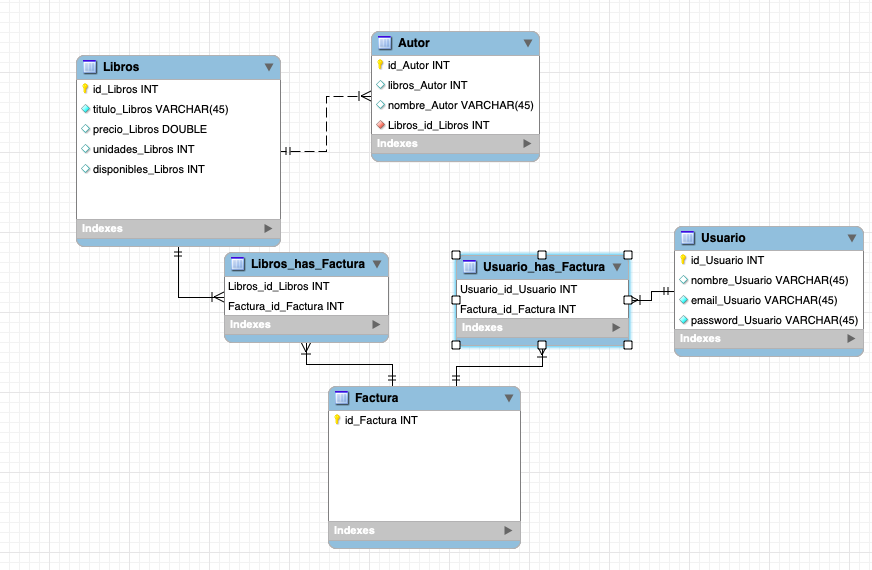 Libros
id_Libros INT
titulo_Libros VARCHAR(45)
precio_Libros DOUBLE
unidades_Libros INT
disponibles_Libros INT
Indexes
Autor
id_Autor INT
libros_Autor INT
nombre_Autor VARCHAR(45)
Libros_id_Libros INT
Indexes
Libros_has_Factura
Libros_id_Libros INT
Factura_id_Factura INT
Indexes
Usuario_has_Factura
Usuario_id_Usuario INT
Factura_id_Factura INT
Indexes
Usuario
id_Usuario INT
nombre_Usuario VARCHAR(45)
email_Usuario VARCHAR(45)
password_Usuario VARCHAR(45)
Indexes
Factura
id_Factura INT
Indexes